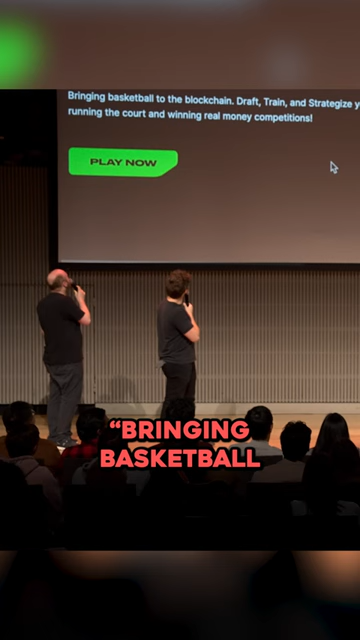 Bringing basketball to the blockchain. Draft, Train, and Strategize
running the court and winning real money competitions!
PLAY NOW
“BRINGING
BASKETBALL